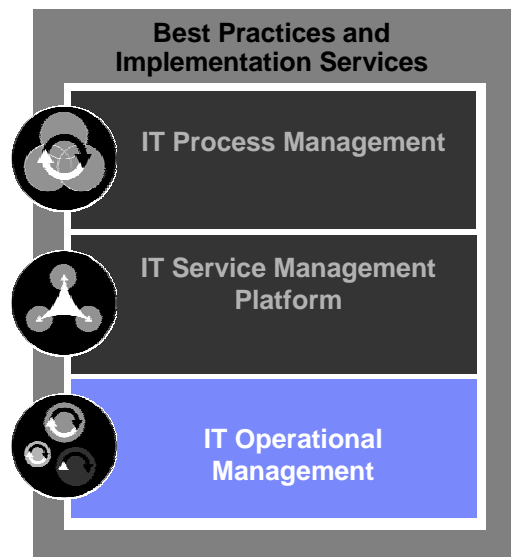 Best Practices and
Implementation Services
IT Process Management
IT Service Management
Platform
IT Operational
Management